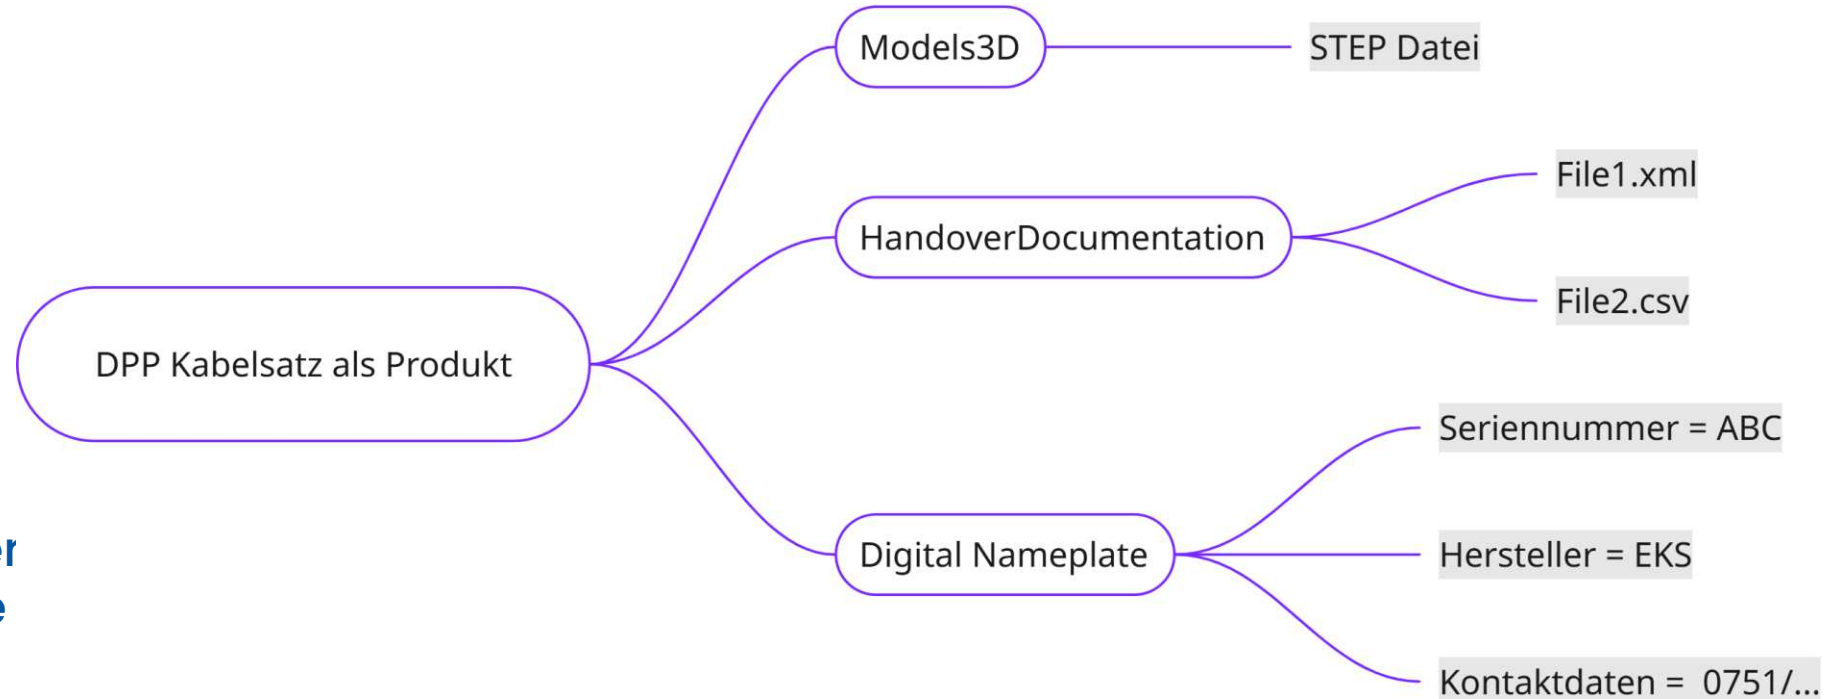 Models3D
STEP Datei
File1.xml
HandoverDocumentation
File2.csv
DPP Kabelsatz als Produkt
Seriennummer = ABC
Digital Nameplate
Hersteller = EKS
Kontaktdaten =  0751/...